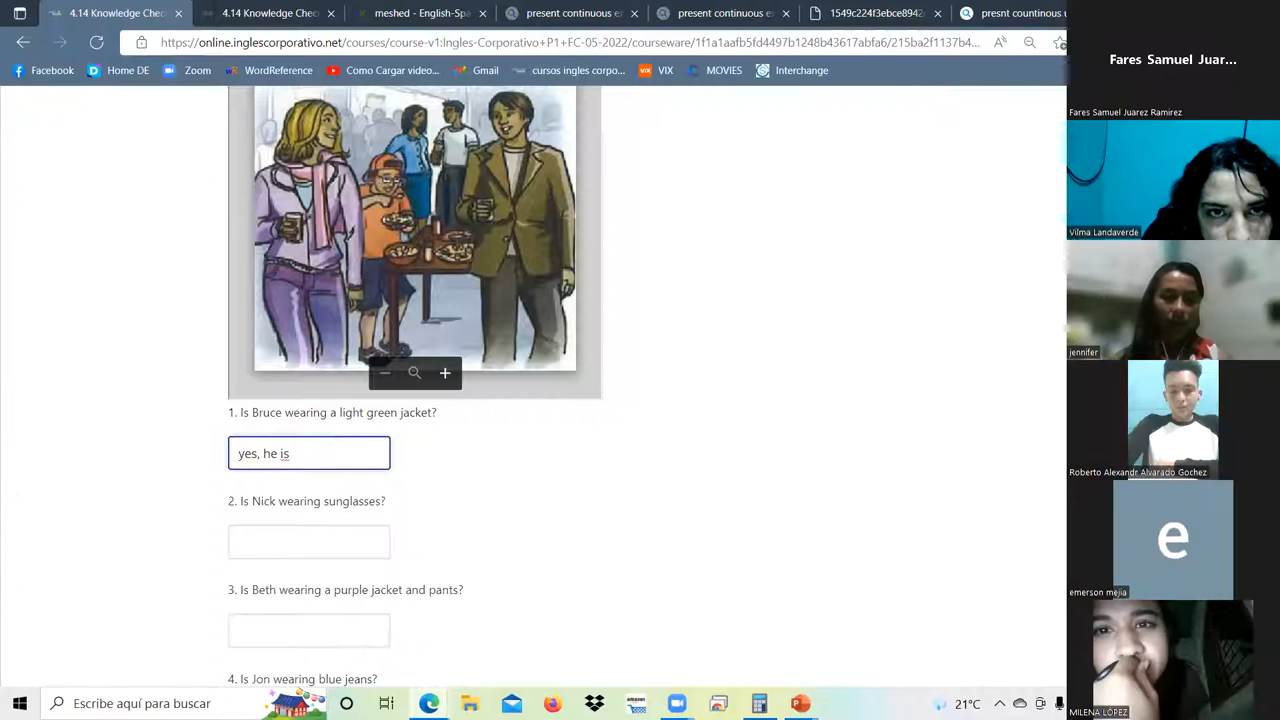 4.14 Knowledge Chec
4.14 Knowledge Chec
meshed - English-Spa
present continuous ex
present continuous ex
1549c224f3ebce8942
presnt countinous u
https://online.inglescorporativo.net/courses/course-v1:Ingles-Corporativo+P1+FC-05-2022/courseware/1f1a1aafb5fd4497b1248b43617abfa6/215ba2f1137b4...
Facebook
Home DE
Zoom
WordReference
Como Cargar video...
Gmail
cursos ingles corpo...
VIX
MOVIES
Interchange
1. Is Bruce wearing a light green jacket?
yes, he is
2. Is Nick wearing sunglasses?
3. Is Beth wearing a purple jacket and pants?
4. Is Jon wearing blue jeans?
Escribe aquí para buscar
21°C
Fares Samuel Juar...
Fares Samuel Juarez Ramirez
Vilma Landaverde
jennifer
Roberto Alexandr Alvarado Gochez
e
emerson mejia
MILENA LÓPEZ